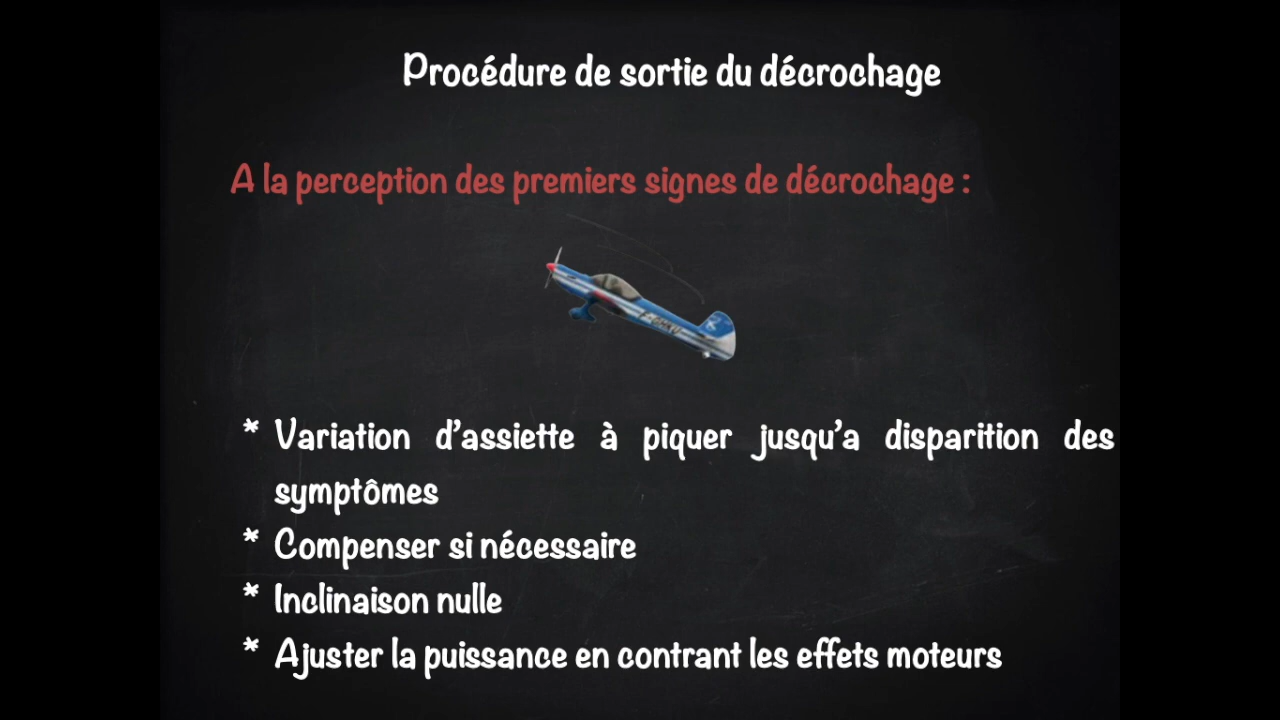 Procédure de sortie du décrochage
A la perception des premiers signes de décrochage :
* Variation d'assiette à piquer jusqu'a disparition des
symptômes
* Compenser si nécessaire
* Inclinaison nulle
* Ajuster la puissance en contrant les effets moteurs